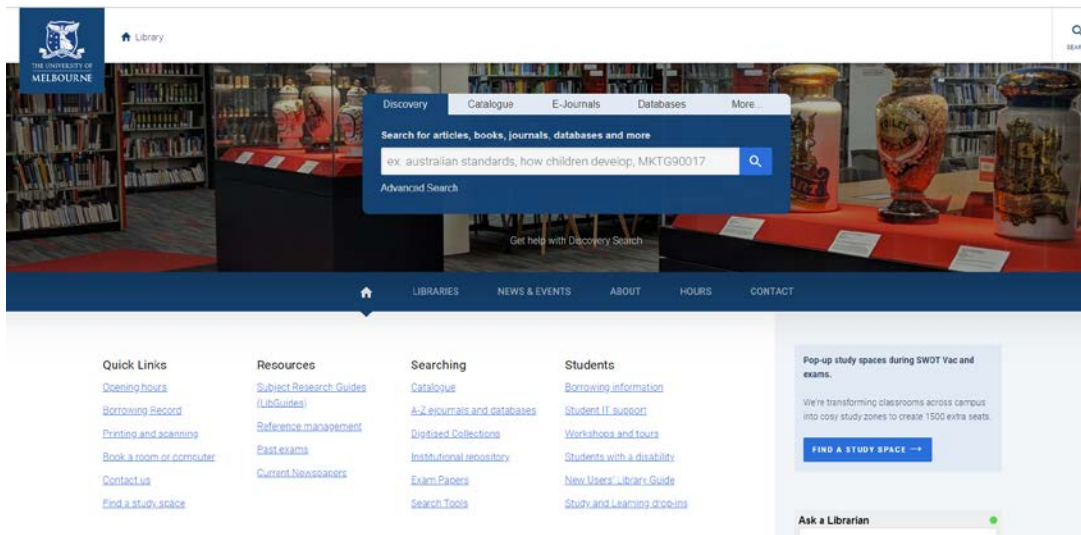 THE UNIVERSITY OF
MELBOURNE
Library
Discovery
Catalogue
E-Journals
Databases
More...
Search for articles, books, journals, databases and more
ex. australian standards, how children develop, MKTG90017
Advanced Search
Get help with Discovery Search
LIBRARIES
NEWS & EVENTS
ABOUT
HOURS
CONTACT
Quick Links
Opening hours
Borrowing Record
Printing and scanning
Book a room or computer
Contact us
Find a study space
Resources
Subject Research Guides
(LibGuides)
Reference management
Past exams
Current Newspapers
Searching
Catalogue
A-Z ejournals and databases
Digitised Collections
Institutional repository
Exam Papers
Search Tools
Students
Borrowing information
Student IT support
Workshops and tours
Students with a disability
New Users' Library Guide
Study and Learning drop-ins
Pop-up study spaces during SWOT Vac and
exams.
We're transforming classrooms across campus
into cosy study zones to create 1500 extra seats.
FIND A STUDY SPACE →
Ask a Librarian